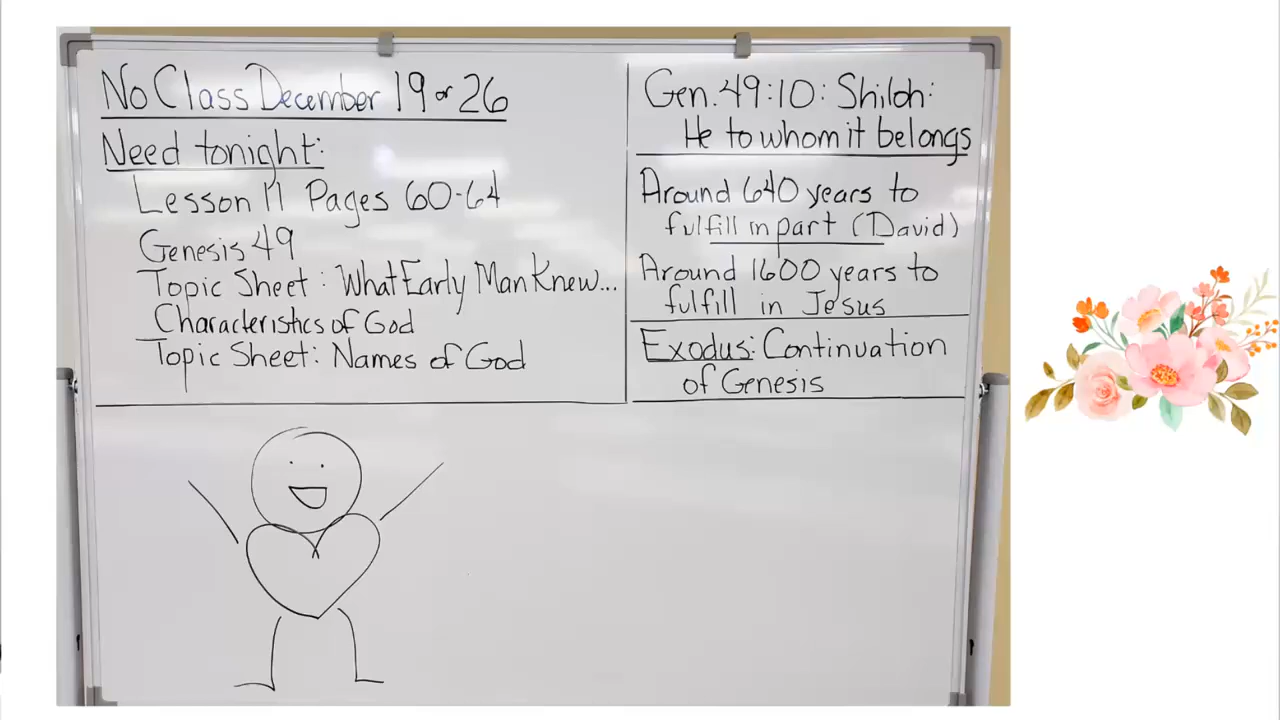 No Class December 19 or 26
Need tonight:
Lesson 11 Pages 60-64
Genesis 49
Topic Sheet: What Early Man Knew...
Characteristics of God
Topic Sheet: Names of God
Gen. 49:10: Shiloh:
He to whom it belongs
Around 640 years to
fulfill in part (David)
Around 1600 years to
fulfill in Jesus
Exodus: Continuation
of Genesis